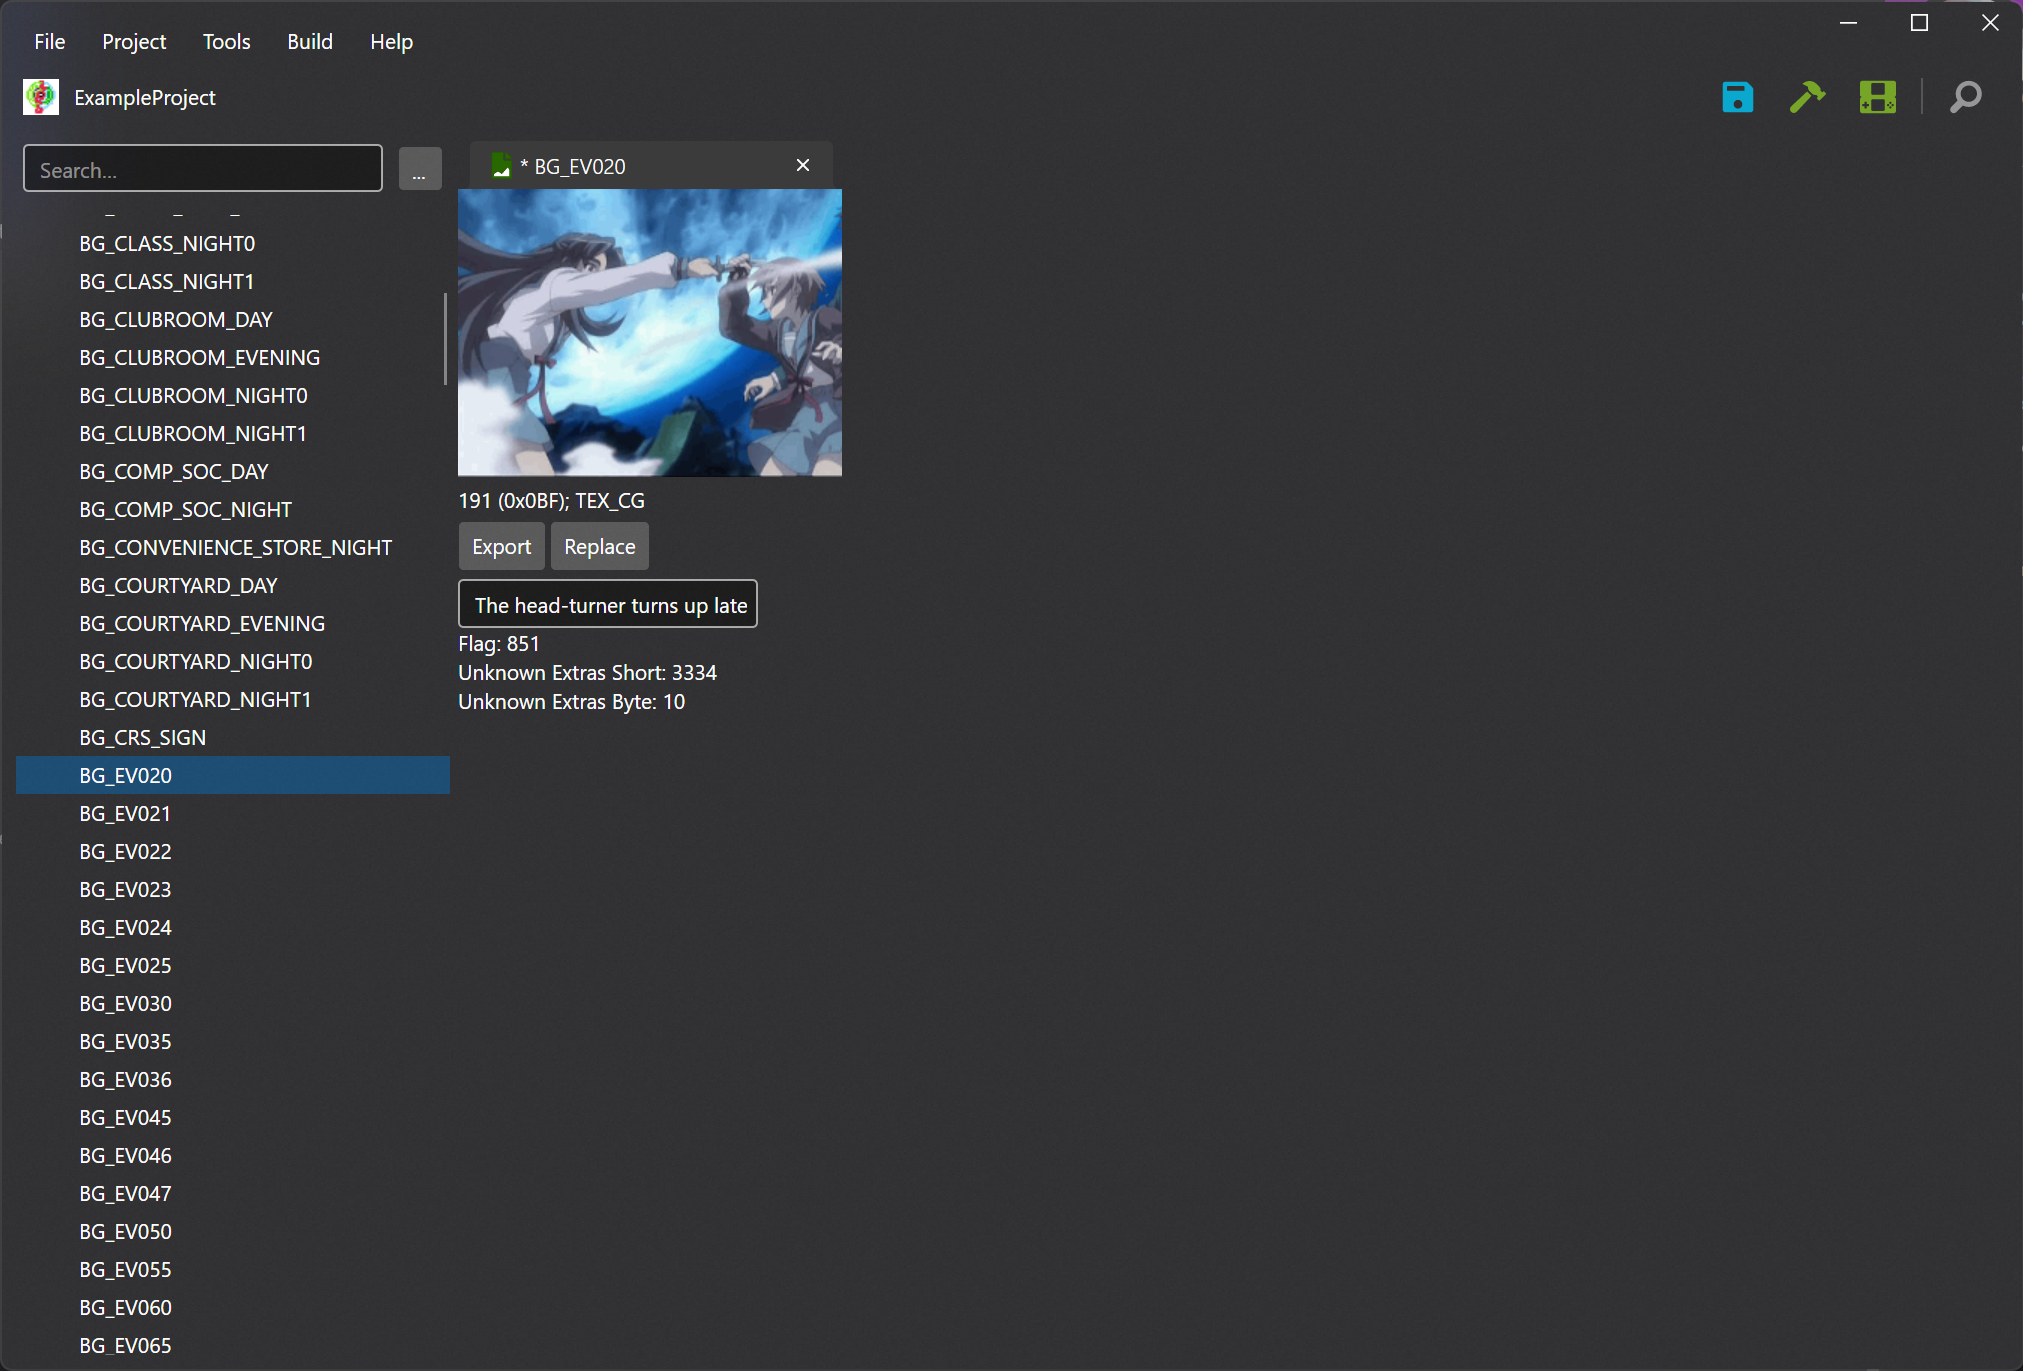 File Project Tools Build Help
ExampleProject
Search...
...
* BG_EV020
BG_CLASS_NIGHT0
BG_CLASS_NIGHT1
BG_CLUBROOM_DAY
BG_CLUBROOM_EVENING
BG_CLUBROOM_NIGHT0
BG_CLUBROOM_NIGHT1
BG_COMP_SOC_DAY
BG_COMP_SOC_NIGHT
BG_CONVENIENCE_STORE_NIGHT
BG_COURTYARD_DAY
BG_COURTYARD_EVENING
BG_COURTYARD_NIGHT0
BG_COURTYARD_NIGHT1
BG_CRS_SIGN
BG_EV020
BG_EV021
BG_EV022
BG_EV023
BG_EV024
BG_EV025
BG_EV030
BG_EV035
BG_EV036
BG_EV045
BG_EV046
BG_EV047
BG_EV050
BG_EV055
BG_EV060
BG_EV065
191 (0x0BF); TEX_CG
Export Replace
The head-turner turns up late
Flag: 851
Unknown Extras Short: 3334
Unknown Extras Byte: 10